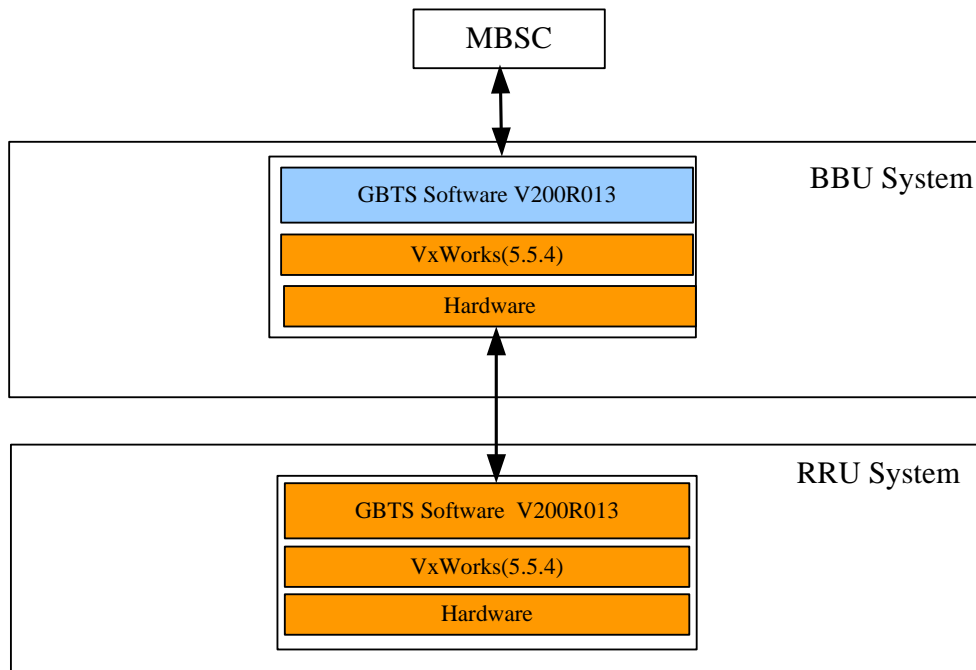 MBSC
BBU System
GBTS Software V200R013
VxWorks(5.5.4)
Hardware
RRU System
GBTS Software  V200R013
VxWorks(5.5.4)
Hardware